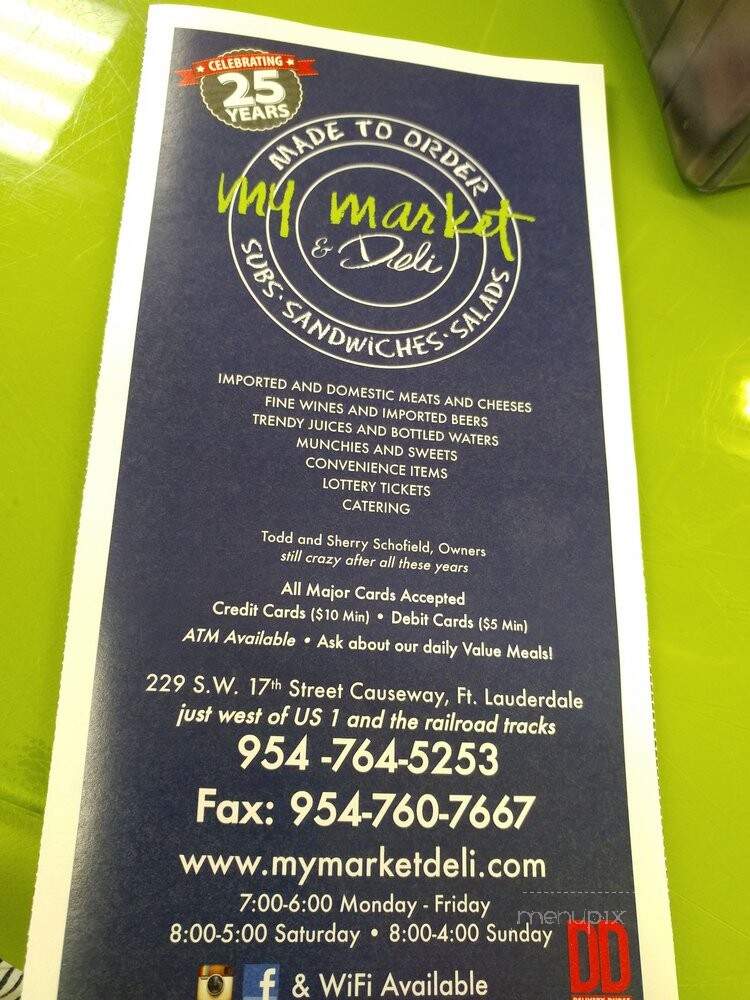 CELEBRATING
25
YEARS
MADE TO ORDER
my market
& Deli
SUBS · SANDWICHES · SALADS
IMPORTED AND DOMESTIC MEATS AND CHEESES
FINE WINES AND IMPORTED BEERS
TRENDY JUICES AND BOTTLED WATERS
MUNCHIES AND SWEETS
CONVENIENCE ITEMS
LOTTERY TICKETS
CATERING
Todd and Sherry Schofield, Owners
still crazy after all these years
All Major Cards Accepted
Credit Cards ($10 Min) • Debit Cards ($5 Min)
ATM Available • Ask about our daily Value Meals!
229 S.W. 17th Street Causeway, Ft. Lauderdale
just west of US 1 and the railroad tracks
954 -764-5253
Fax: 954-760-7667
www.mymarketdeli.com
7:00-6:00 Monday - Friday
menupix
8:00-5:00 Saturday • 8:00-4:00 Sunday
DD
f & WiFi Available